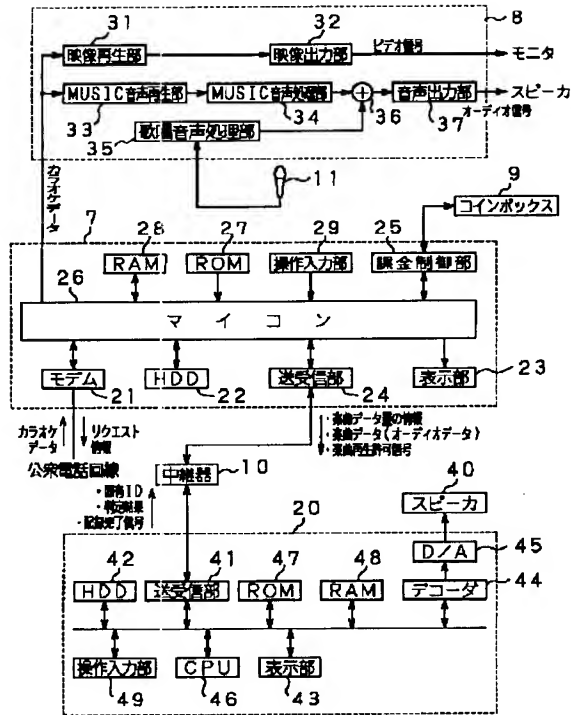 31
32
8
映像再生部
映像出力部
ビデオ信号
モニタ
MUSIC音声再生部
MUSIC音声処理部
音声出力部
スピーカ
33
34
36
37
オーディオ信号
35
歌唱音声処理部
11
カラオケデータ
9
コインボックス
7
28
27
29
25
RAM
ROM
操作入力部
課金制御部
26
マイコン
モデム
HDD
送受信部
表示部
21
22
24
23
カラオケデータ
リクエスト情報
公衆電話回線
・楽曲データ量の情報
・楽曲データ(オーディオデータ)
・楽曲再生許可信号
中継器
10
・固有ID
・判定結果
・記録完了信号
40
スピーカ
20
D/A
45
42
41
47
48
44
HDD
送受信部
ROM
RAM
デコーダ
操作入力部
CPU
表示部
49
46
43